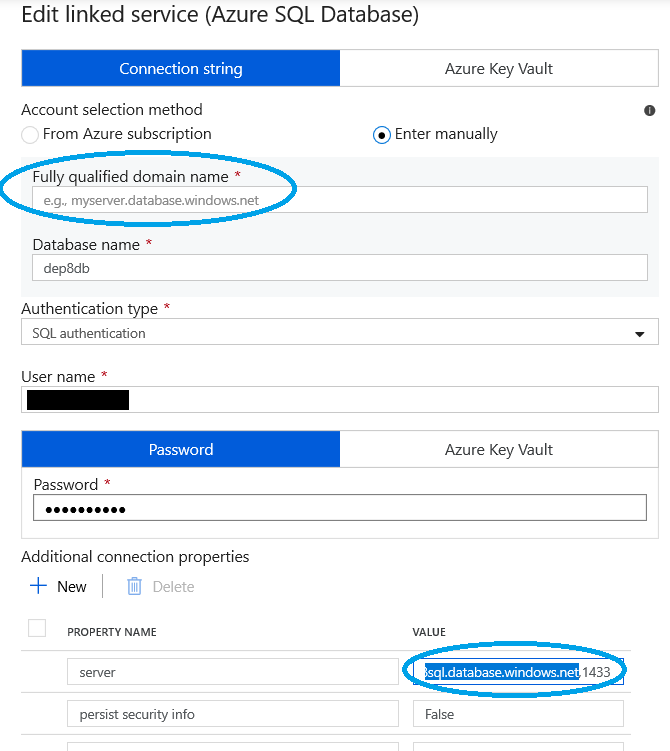 Edit linked service (Azure SQL Database)
Connection string Azure Key Vault
Account selection method
From Azure subscription Enter manually
Fully qualified domain name *
e.g., myserver.database.windows.net
Database name *
dep8db
Authentication type *
SQL authentication
User name *
Password Azure Key Vault
Password *
Additional connection properties
New Delete
PROPERTY NAME VALUE
server sql.database.windows.net,1433
persist security info False